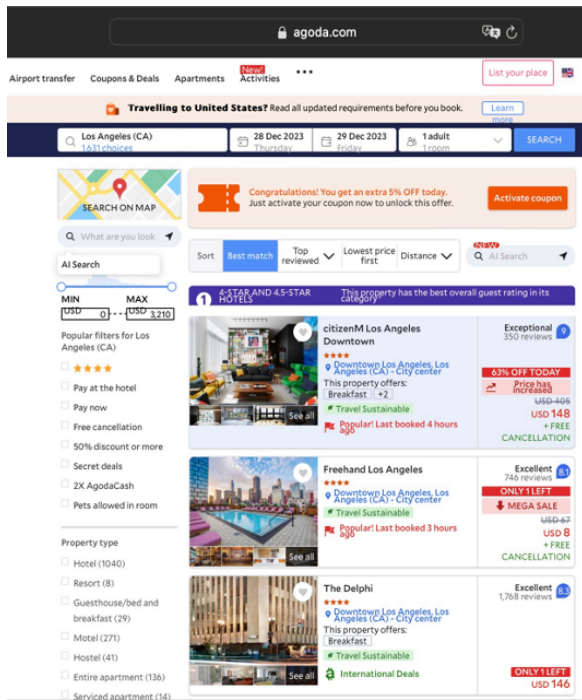 agoda.com
Airport transfer
Coupons & Deals
Apartments
New!
Activities
•••
List your place
Travelling to United States? Read all updated requirements before you book.
Learn more
Los Angeles (CA)
1,631 choices
28 Dec 2023
Thursday
29 Dec 2023
Friday
1 adult
1 room
SEARCH
SEARCH ON MAP
What are you look
AI Search
MIN
MAX
USD 0
USD 3,210
Popular filters for Los
Angeles (CA)
Pay at the hotel
Pay now
Free cancellation
50% discount or more
Secret deals
2X AgodaCash
Pets allowed in room
Property type
Hotel (1040)
Resort (8)
Guesthouse/bed and
breakfast (29)
Motel (271)
Hostel (41)
Entire apartment (136)
Serviced apartment (14)
Congratulations! You get an extra 5% OFF today.
Just activate your coupon now to unlock this offer.
Activate coupon
Sort
Best match
Top
reviewed
Lowest price
first
Distance
NEW
AI Search
1
4-STAR AND 4.5-STAR
HOTELS
This property has the best overall guest rating in its
category!
citizenM Los Angeles
Downtown
Downtown Los Angeles, Los
Angeles (CA) - City center
This property offers:
Breakfast +2
Travel Sustainable
Popular! Last booked 4 hours
ago
See all
Exceptional
350 reviews
9
63% OFF TODAY
Price has
increased
USD 405
USD 148
+ FREE
CANCELLATION
Freehand Los Angeles
Downtown Los Angeles, Los
Angeles (CA) - City center
Travel Sustainable
Popular! Last booked 3 hours
ago
See all
Excellent
746 reviews
8.1
ONLY 1 LEFT
MEGA SALE
USD 67
USD 8
+ FREE
CANCELLATION
The Delphi
Downtown Los Angeles, Los
Angeles (CA) - City center
This property offers:
Breakfast
Travel Sustainable
International Deals
See all
Excellent
1,768 reviews
8.3
ONLY 1 LEFT
USD 146